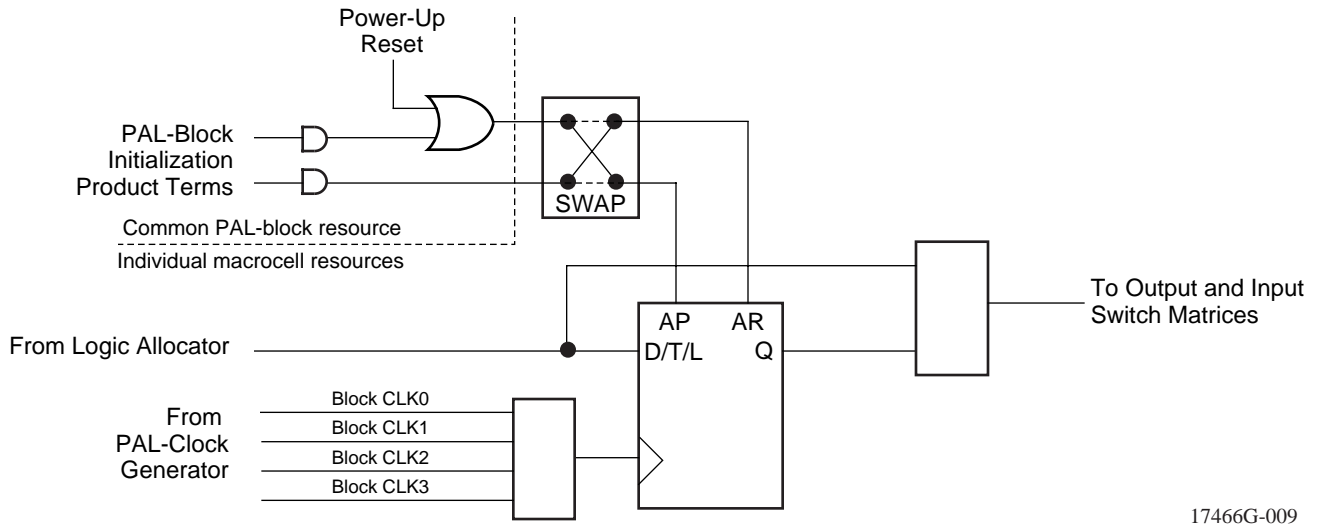 Power-Up
Reset
PAL-Block
Initialization
Product Terms
SWAP
Common PAL-block resource
Individual macrocell resources
To Output and Input
Switch Matrices
AP AR
From Logic Allocator
D/T/L Q
From
PAL-Clock
Generator
Block CLK0
Block CLK1
Block CLK2
Block CLK3
17466G-009